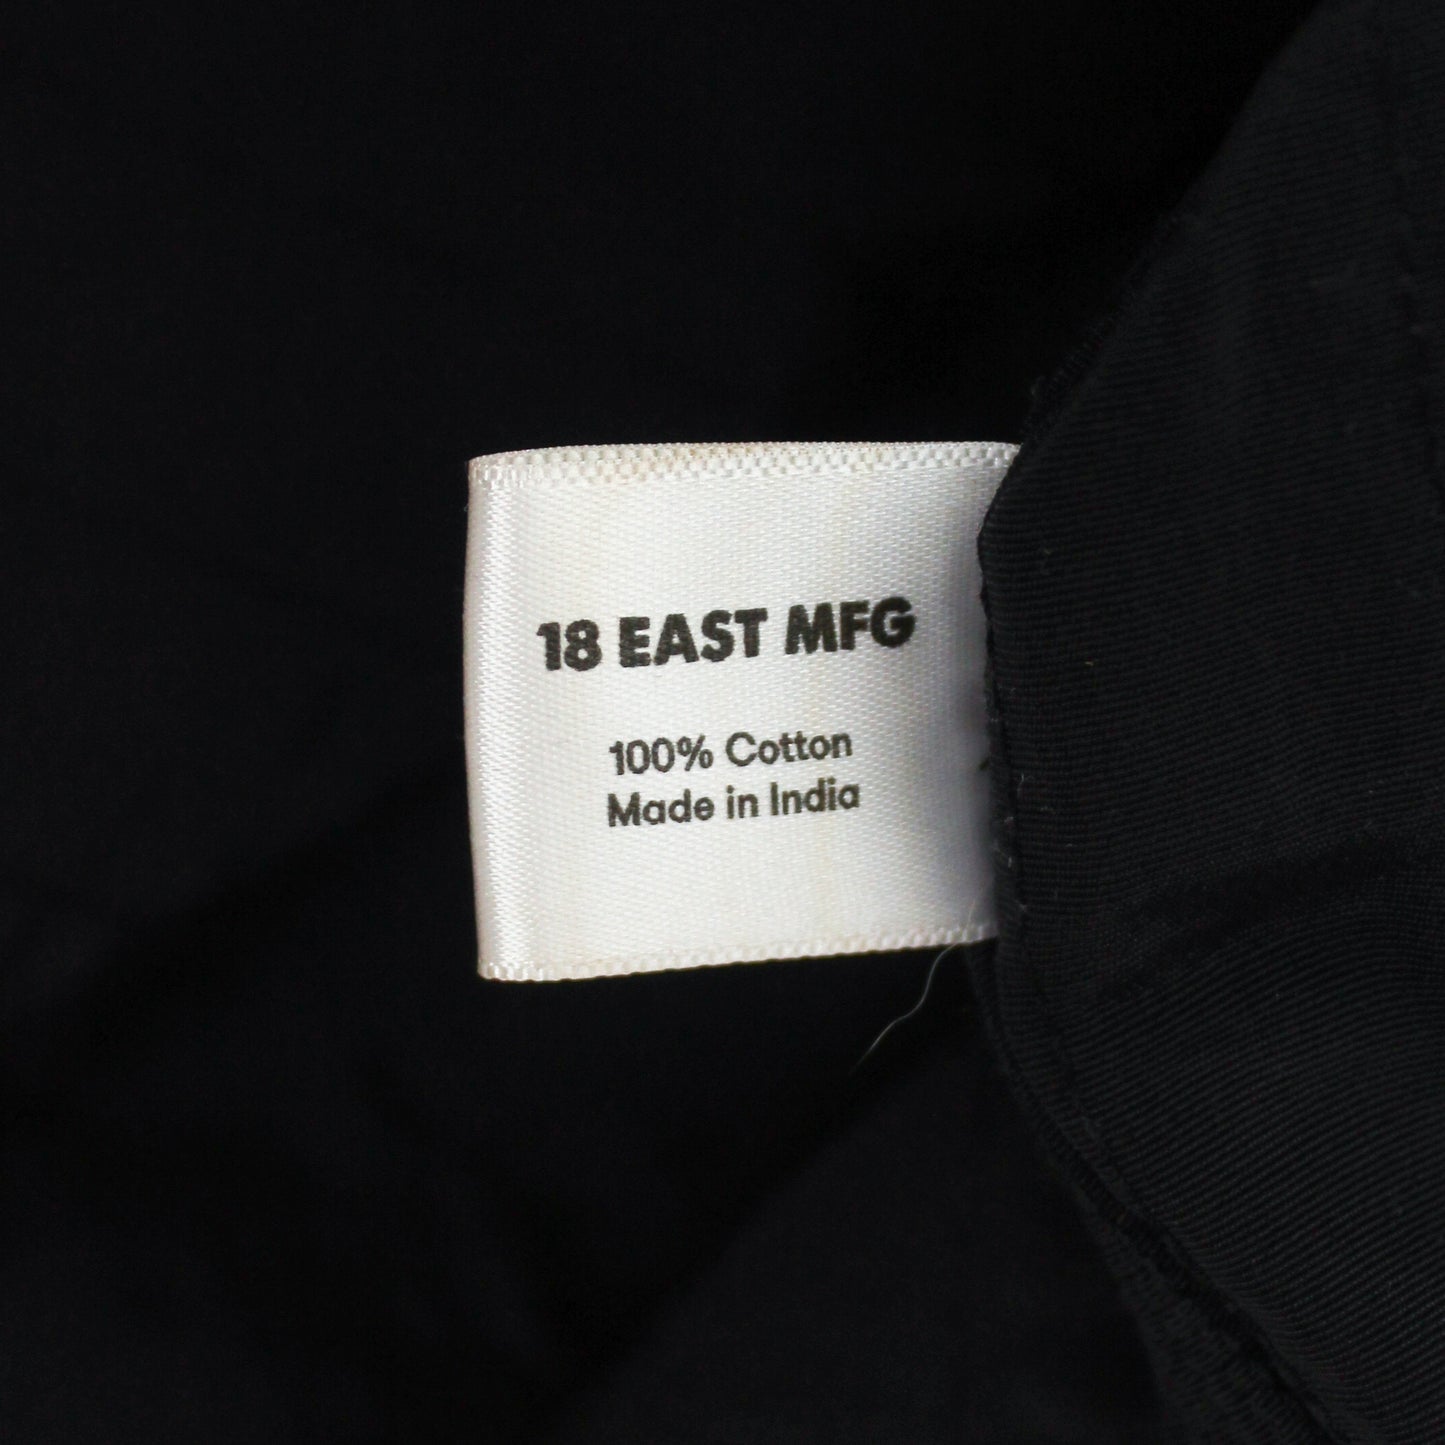 18 EAST MFG
100% Cotton
Made in India